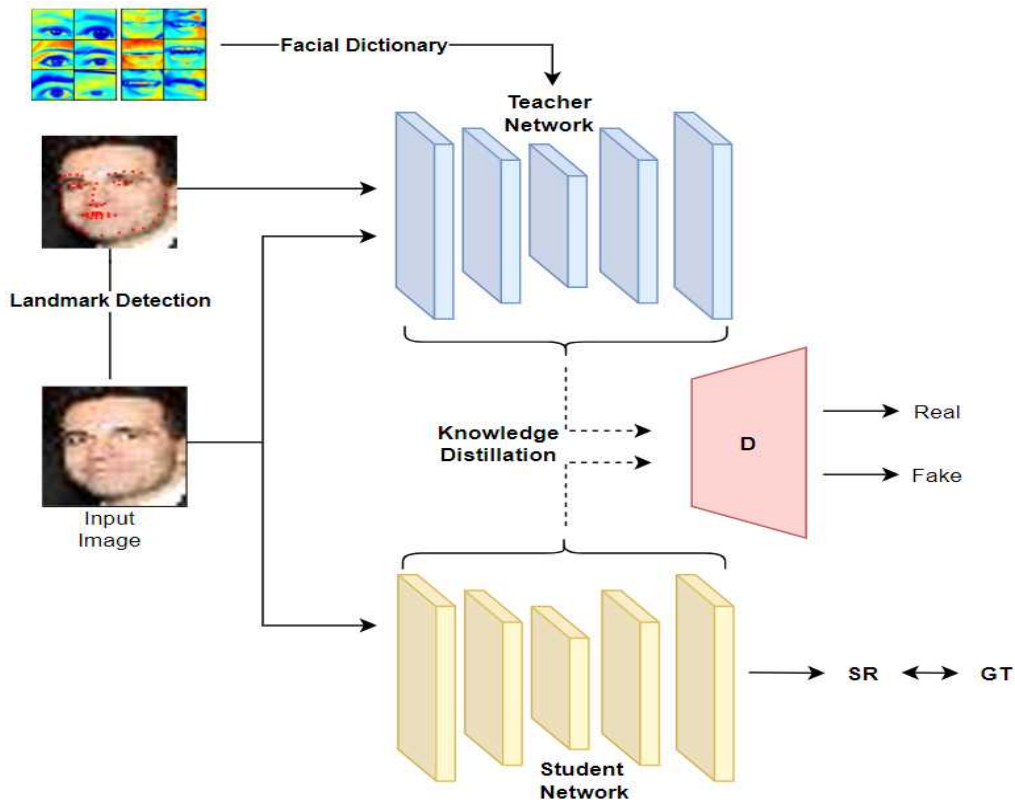 Facial Dictionary
Teacher
Network
Landmark Detection
Input
Image
Knowledge
Distillation
D
Real
Fake
SR
GT
Student
Network